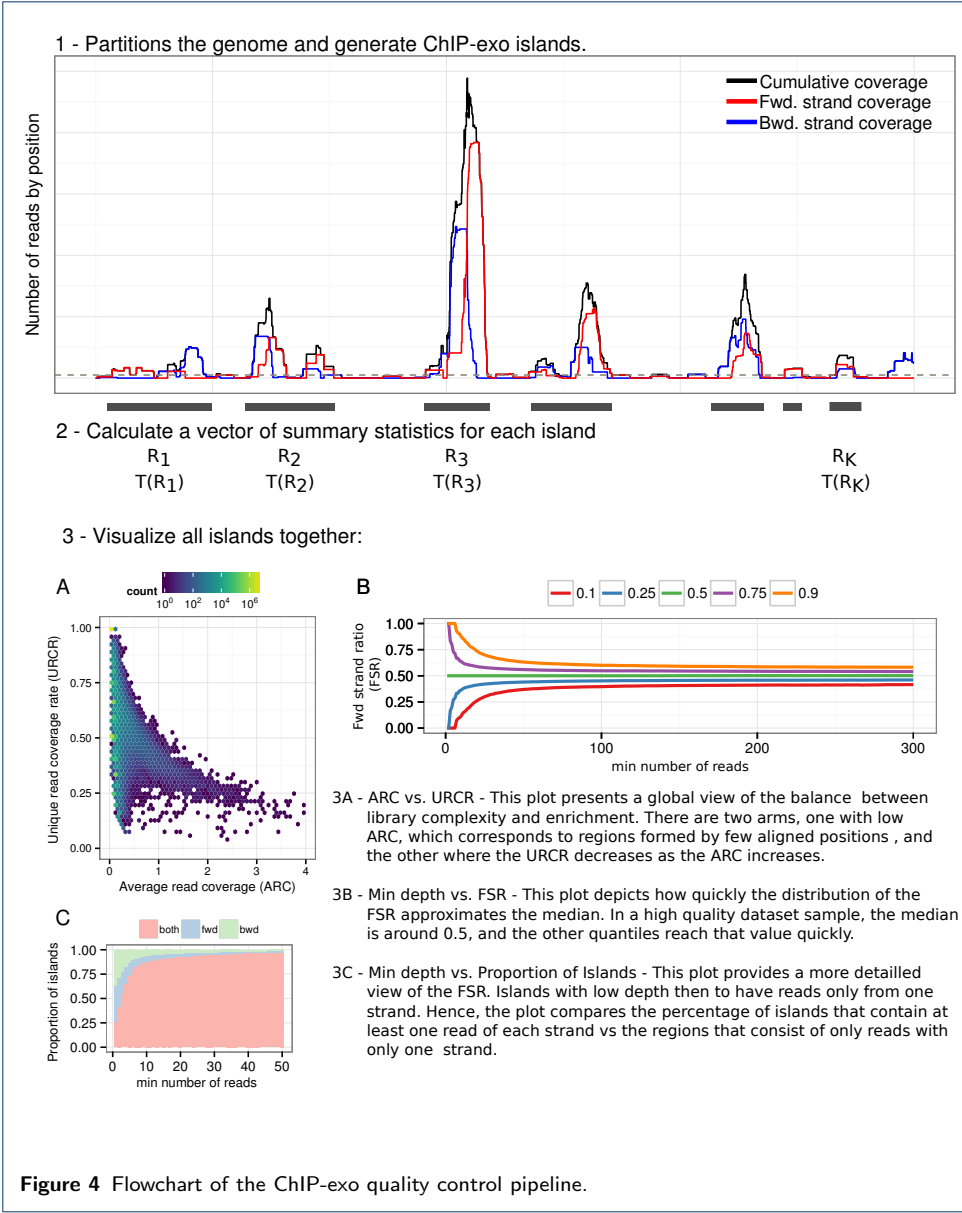 1 - Partitions the genome and generate ChIP-exo islands.
Number of reads by position
Cumulative coverage
Fwd. strand coverage
Bwd. strand coverage
2 - Calculate a vector of summary statistics for each island
R1 R2 R3 RK
T(R1) T(R2) T(R3) T(RK)
3 - Visualize all islands together:
A
count
10^0 10^2 10^4 10^6
Unique read coverage rate (URCR)
1.00
0.75
0.50
0.25
0.00
0 1 2 3 4
Average read coverage (ARC)
B
0.1 0.25 0.5 0.75 0.9
Fwd strand ratio
(FSR)
1.00
0.75
0.50
0.25
0.00
0 100 200 300
min number of reads
3A - ARC vs. URCR - This plot presents a global view of the balance between
library complexity and enrichment. There are two arms, one with low
ARC, which corresponds to regions formed by few aligned positions , and
the other where the URCR decreases as the ARC increases.
3B - Min depth vs. FSR - This plot depicts how quickly the distribution of the
FSR approximates the median. In a high quality dataset sample, the median
is around 0.5, and the other quantiles reach that value quickly.
3C - Min depth vs. Proportion of Islands - This plot provides a more detailled
view of the FSR. Islands with low depth then to have reads only from one
strand. Hence, the plot compares the percentage of islands that contain at
least one read of each strand vs the regions that consist of only reads with
only one strand.
C
both fwd bwd
Proportion of islands
1.00
0.75
0.50
0.25
0.00
0 10 20 30 40 50
min number of reads
Figure 4 Flowchart of the ChIP-exo quality control pipeline.